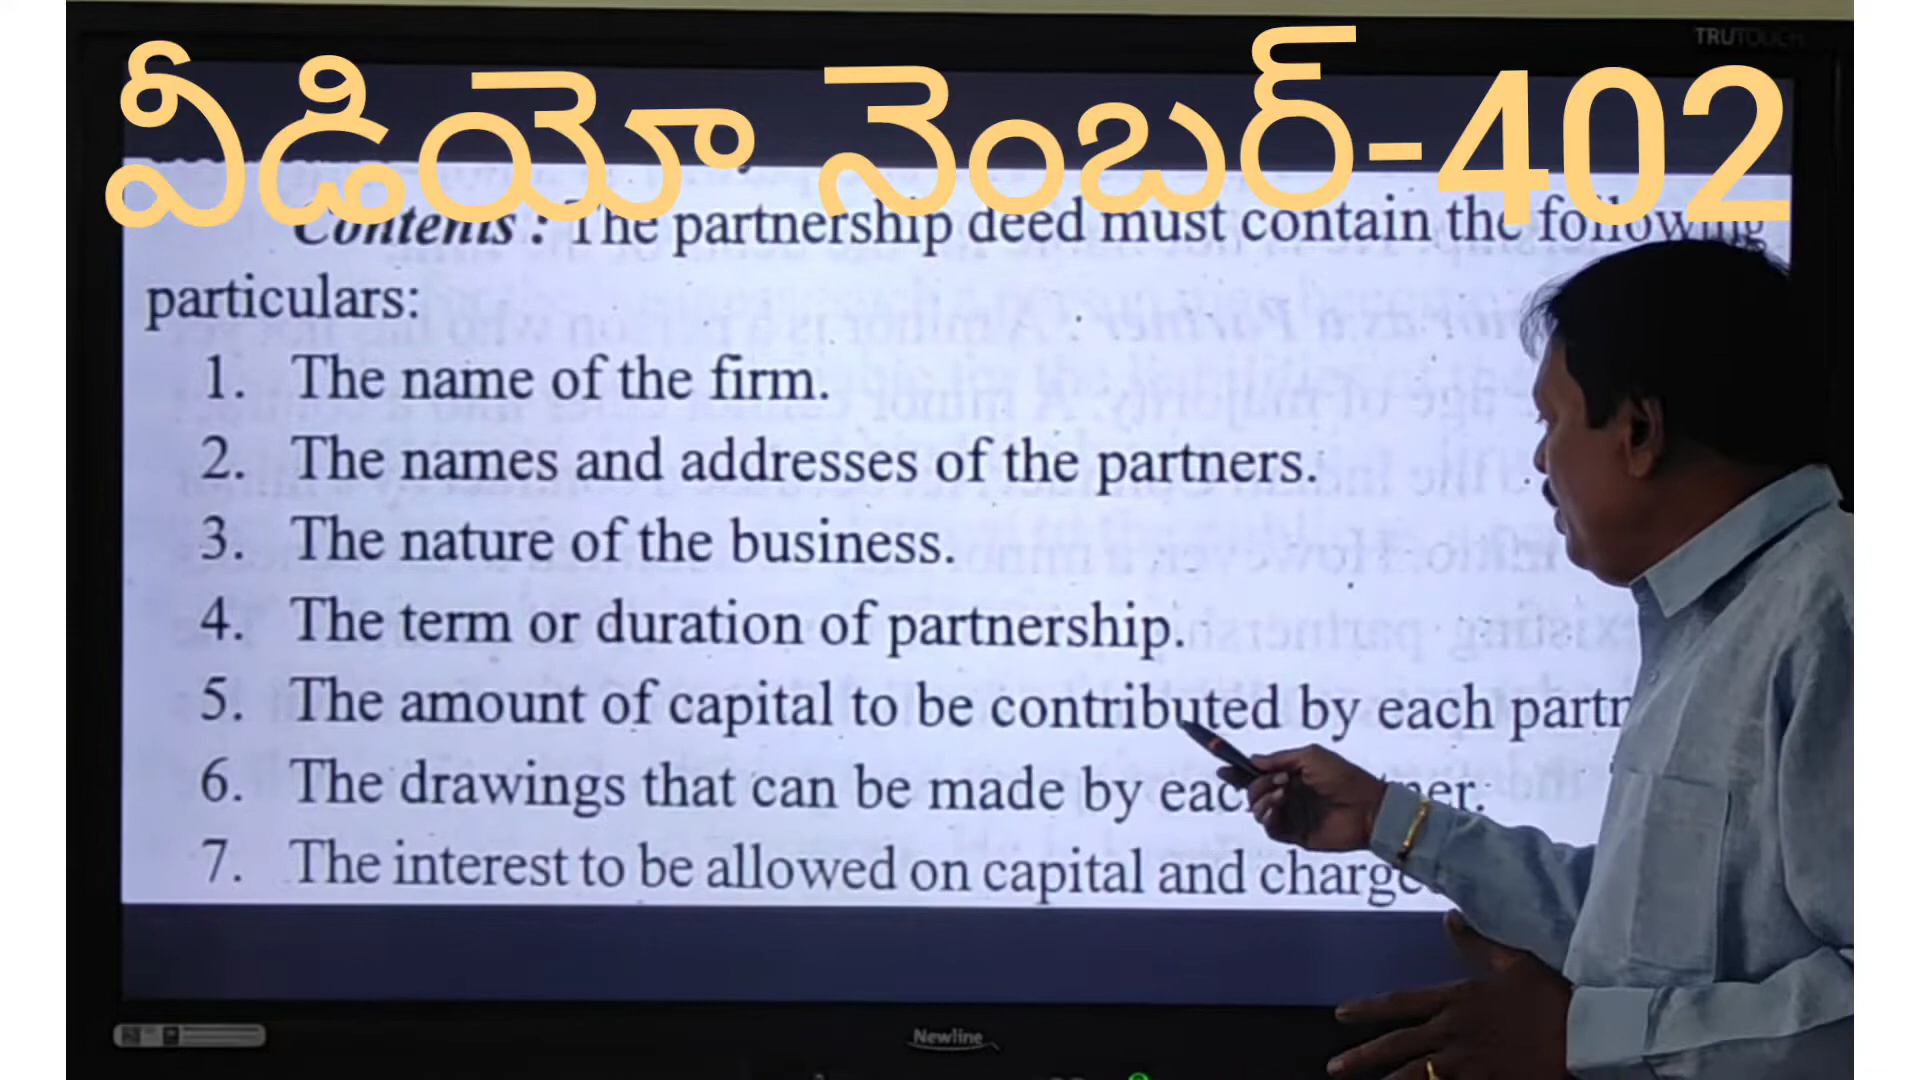 TRUTOUCH
వీడియో నెంబర్-402
Contents : The partnership deed must contain the following
particulars:
1. The name of the firm.
2. The names and addresses of the partners.
3. The nature of the business.
4. The term or duration of partnership.
5. The amount of capital to be contributed by each
6. The drawings that can be made by
7. The interest to be allowed on capital and
Newline